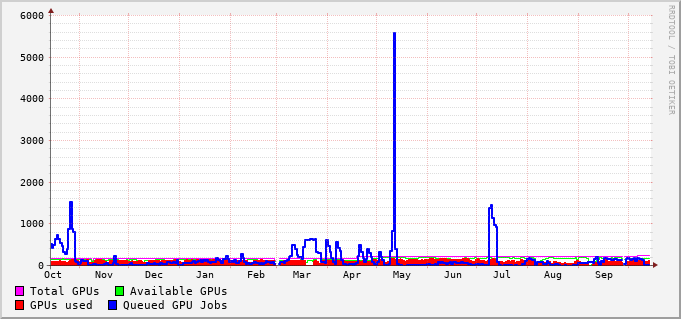 6000
5000
4000
3000
2000
1000
0
Oct Nov Dec Jan Feb Mar Apr May Jun Jul Aug Sep
Total GPUs Available GPUs
GPUs used Queued GPU Jobs
RRDTOOL / TOBI OETIKER